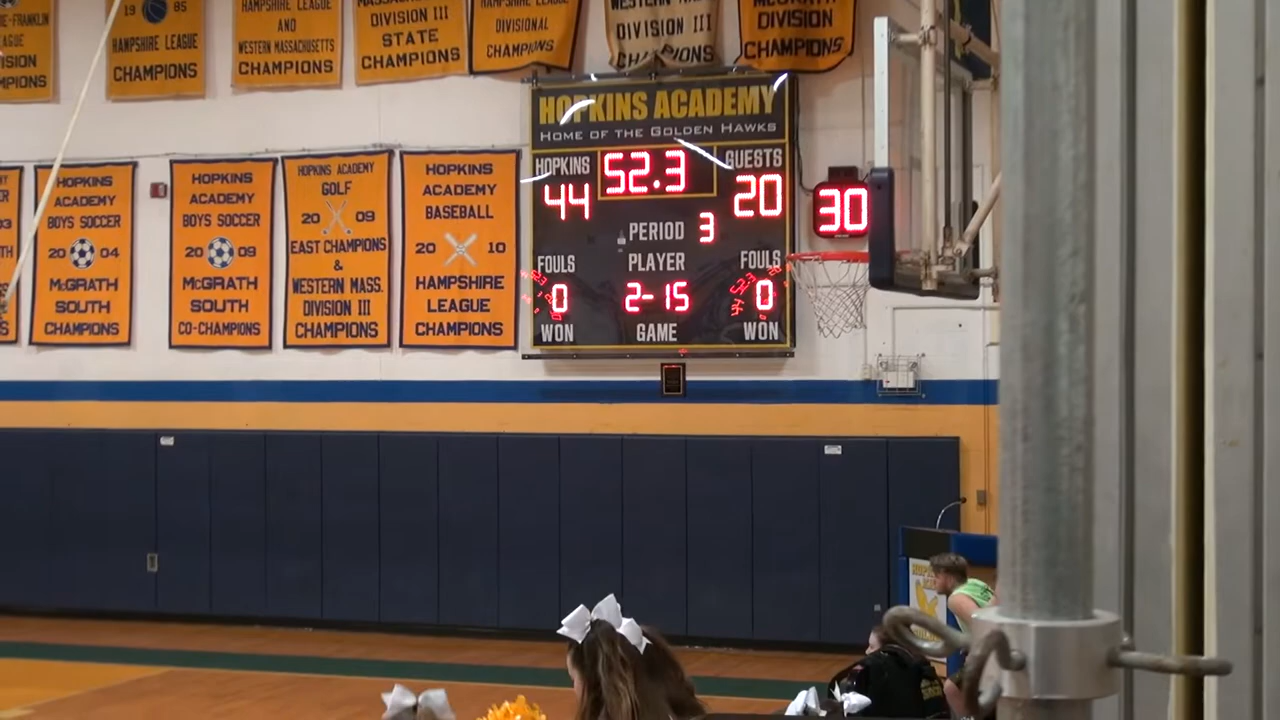 19 85
HAMPSHIRE LEAGUE
CHAMPIONS
HAMPSHIRE LEAGUE
AND
WESTERN MASSACHUSETTS
CHAMPIONS
DIVISION III
STATE
CHAMPIONS
HAMPSHIRE LEAGUE
DIVISIONAL
CHAMPIONS
DIVISION III
McGRATH
DIVISION
CHAMPIONS
HOPKINS
ACADEMY
BOYS SOCCER
20 04
McGRATH
SOUTH
CHAMPIONS
HOPKINS
ACADEMY
BOYS SOCCER
20 09
McGRATH
SOUTH
CO-CHAMPIONS
HOPKINS ACADEMY
GOLF
20 09
EAST CHAMPIONS
&
WESTERN MASS.
DIVISION III
CHAMPIONS
HOPKINS
ACADEMY
BASEBALL
20 10
HAMPSHIRE
LEAGUE
CHAMPIONS
HOPKINS ACADEMY
HOME OF THE GOLDEN HAWKS
HOPKINS 52.3 GUESTS
44 20
PERIOD 3
FOULS PLAYER FOULS
0 2-15 0
WON GAME WON
30